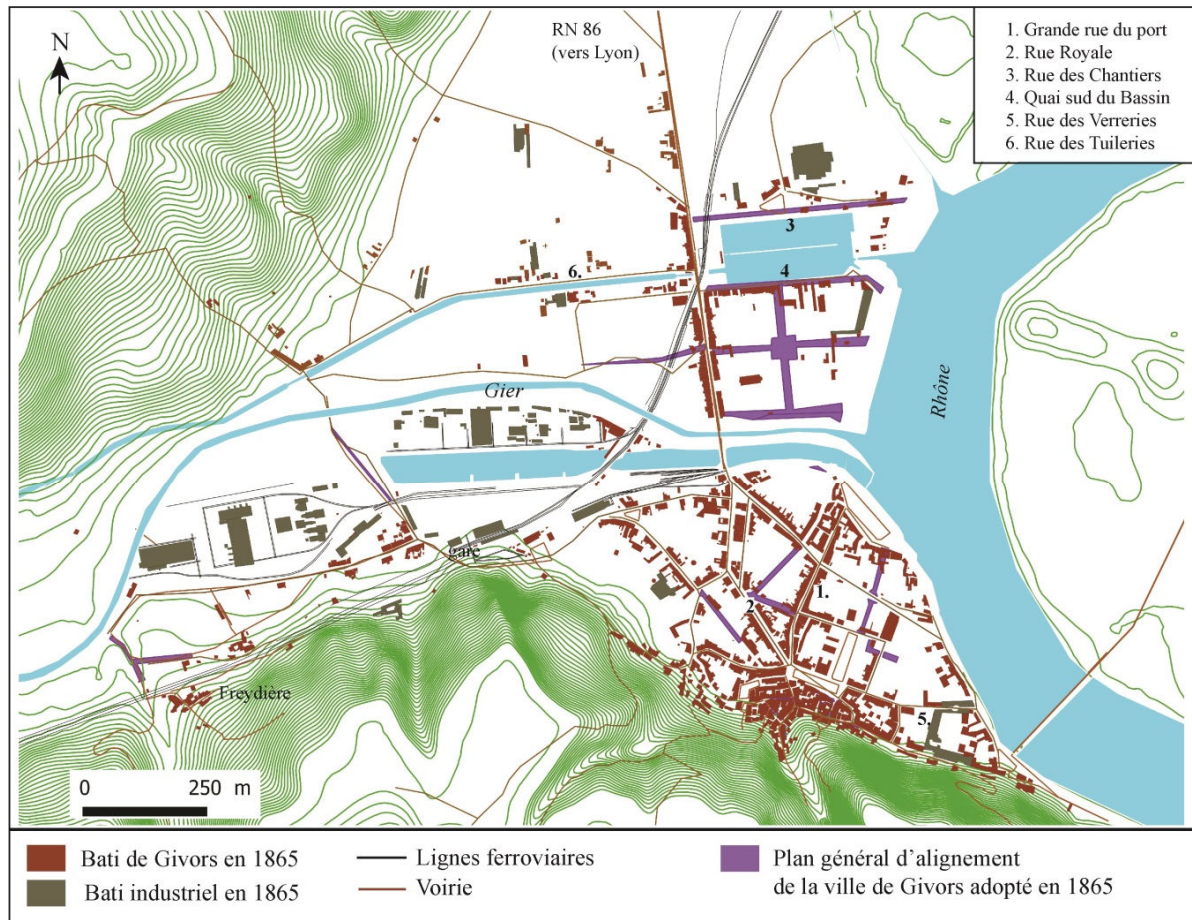 N
RN 86
(vers Lyon)
1. Grande rue du port
2. Rue Royale
3. Rue des Chantiers
4. Quai sud du Bassin
5. Rue des Verreries
6. Rue des Tuileries
3
6.
4
Gier
Rhône
gare
1.
2
Freydière
5.
0 250 m
Bati de Givors en 1865
Bati industriel en 1865
Lignes ferroviaires
Voirie
Plan général d'alignement
de la ville de Givors adopté en 1865